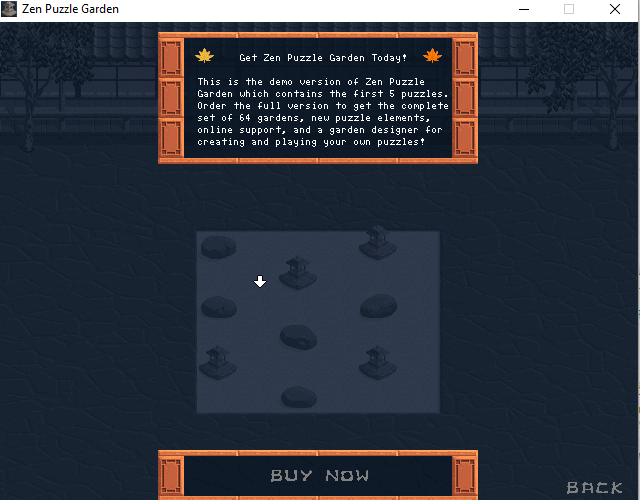 Zen Puzzle Garden
Get Zen Puzzle Garden Today!
This is the demo version of Zen Puzzle
Garden which contains the first 5 puzzles.
Order the full version to get the complete
set of 64 gardens, new puzzle elements,
online support, and a garden designer for
creating and playing your own puzzles!
BUY NOW
BACK